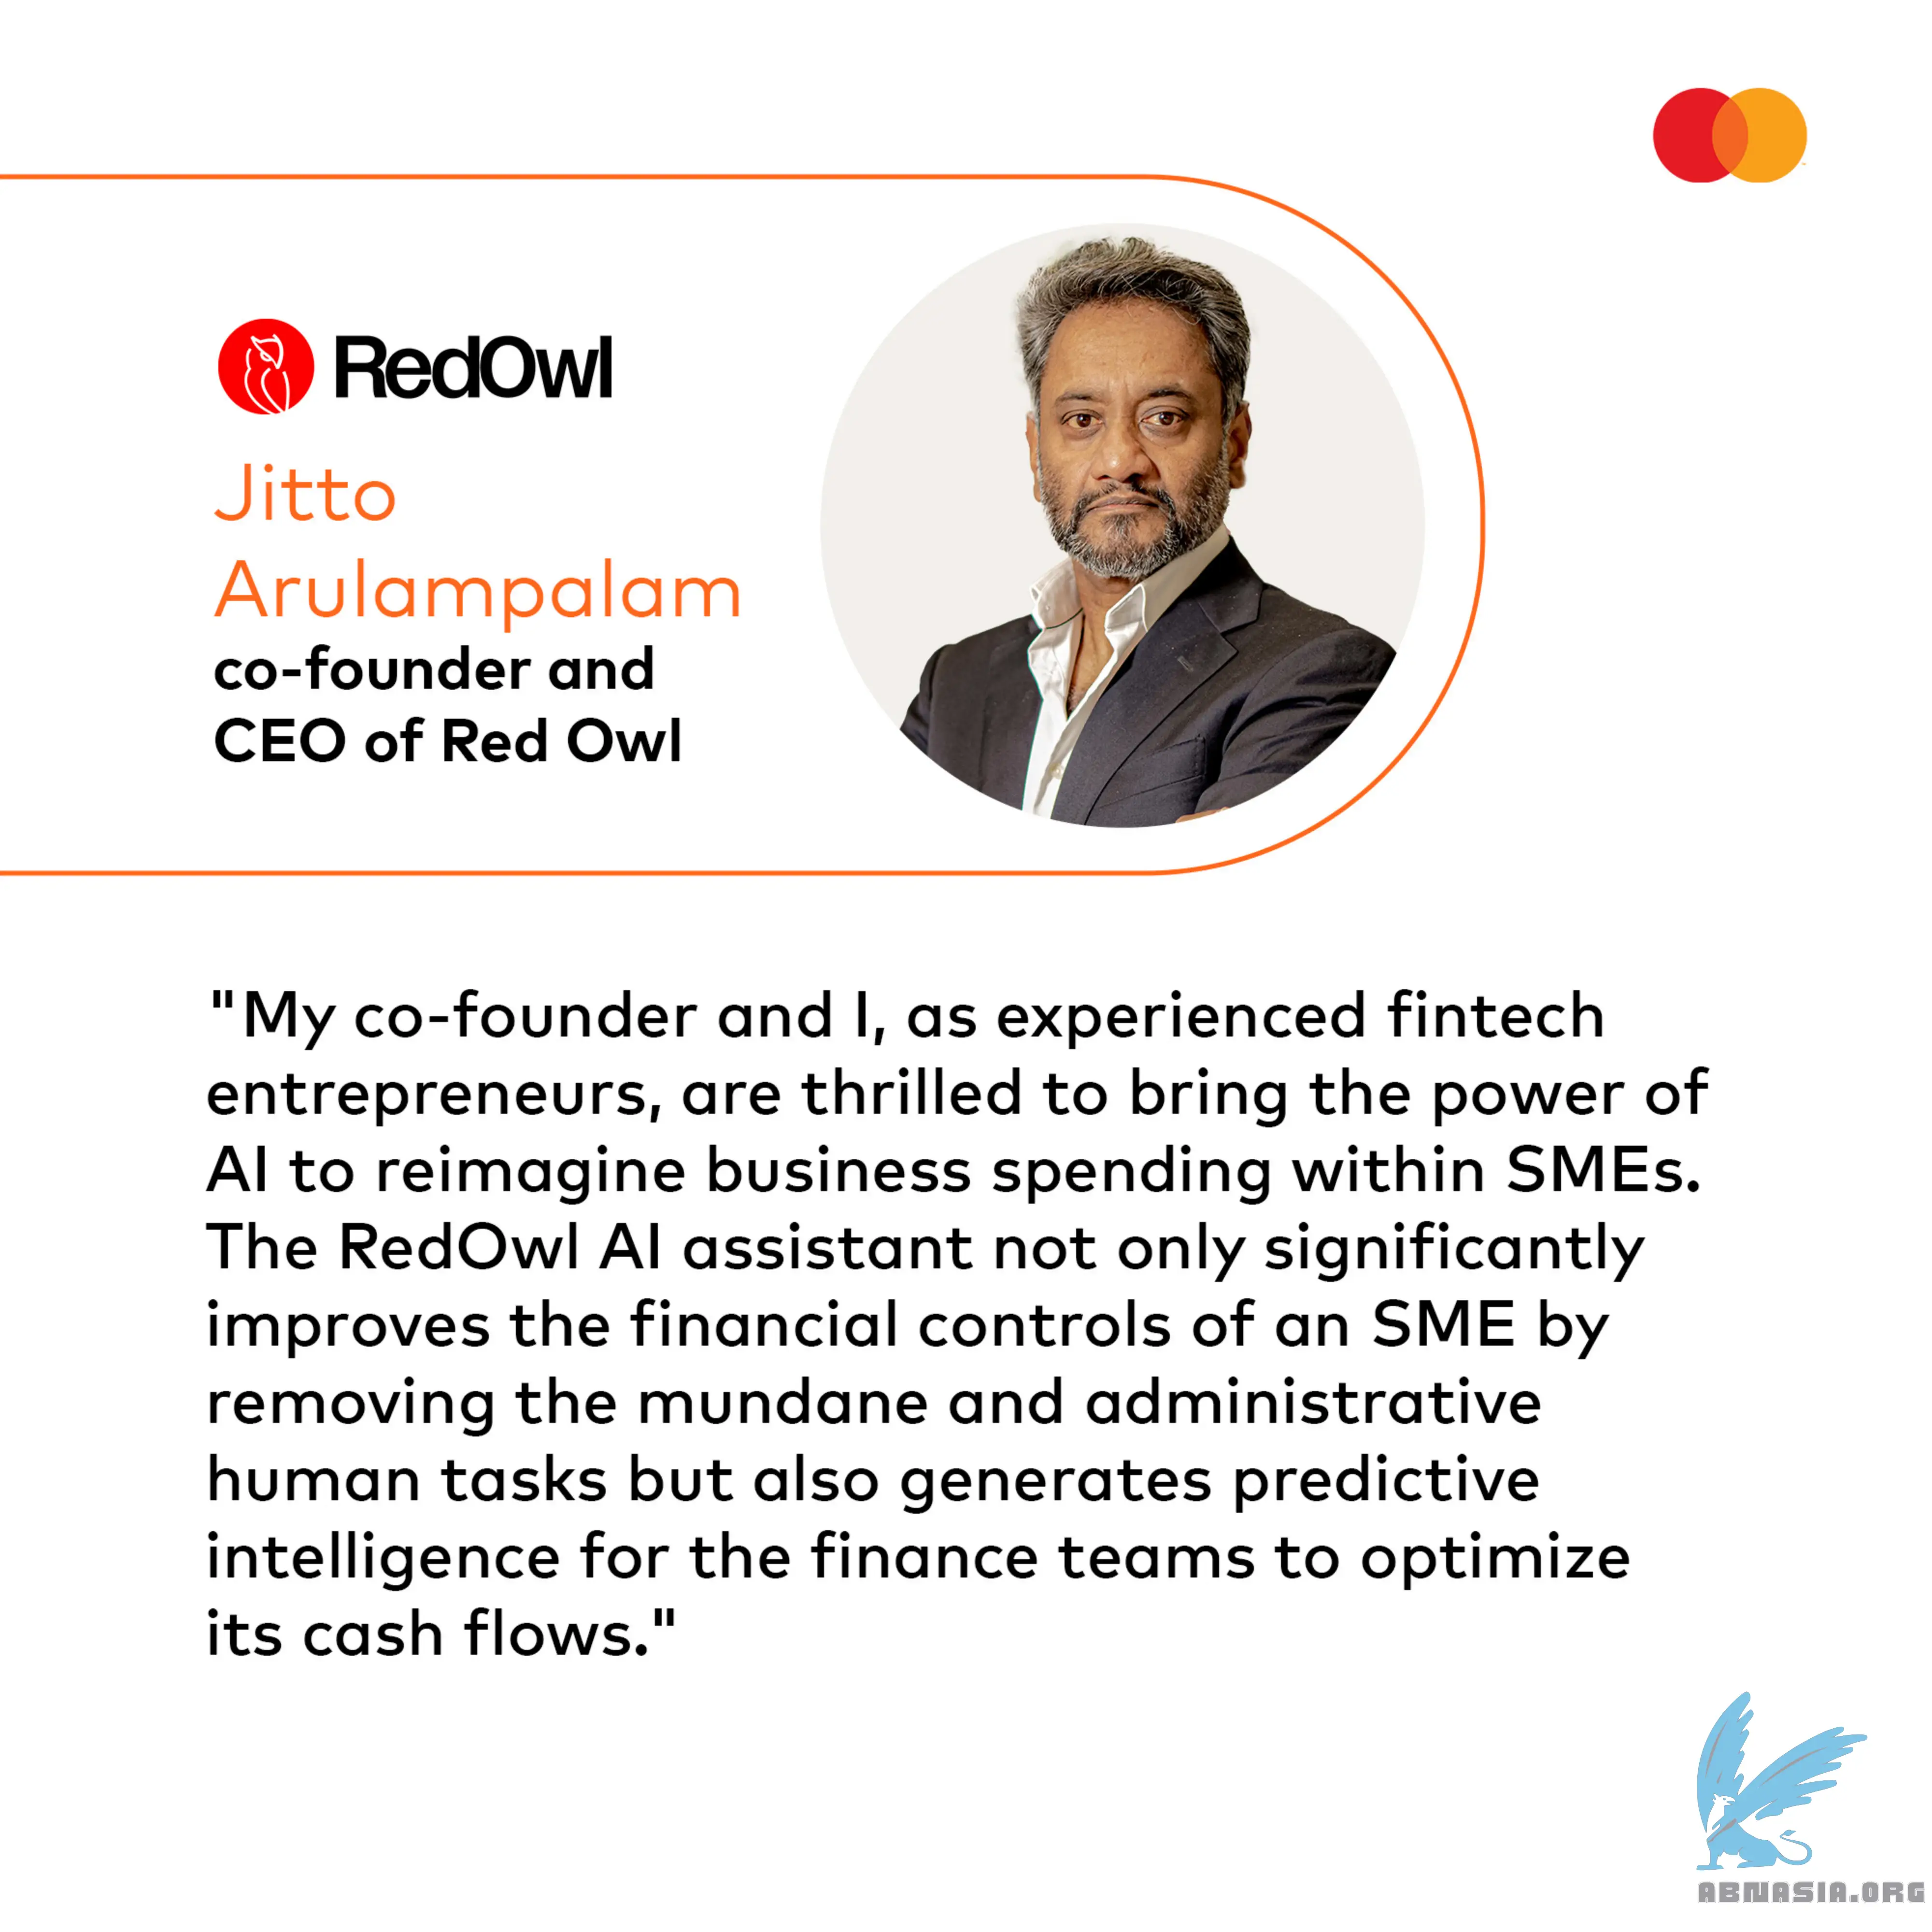 RedOwl
Jitto
Arulampalam
co-founder and
CEO of Red Owl
"My co-founder and I, as experienced fintech
entrepreneurs, are thrilled to bring the power of
AI to reimagine business spending within SMEs.
The RedOwl AI assistant not only significantly
improves the financial controls of an SME by
removing the mundane and administrative
human tasks but also generates predictive
intelligence for the finance teams to optimize
its cash flows."
ABNASIA.ORG